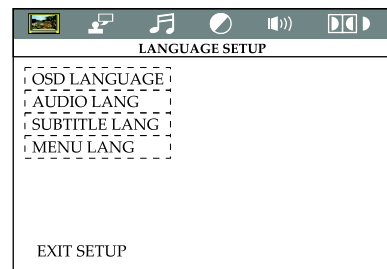 LANGUAGE SETUP
OSD LANGUAGE
AUDIO LANG
SUBTITLE LANG
MENU LANG
EXIT SETUP